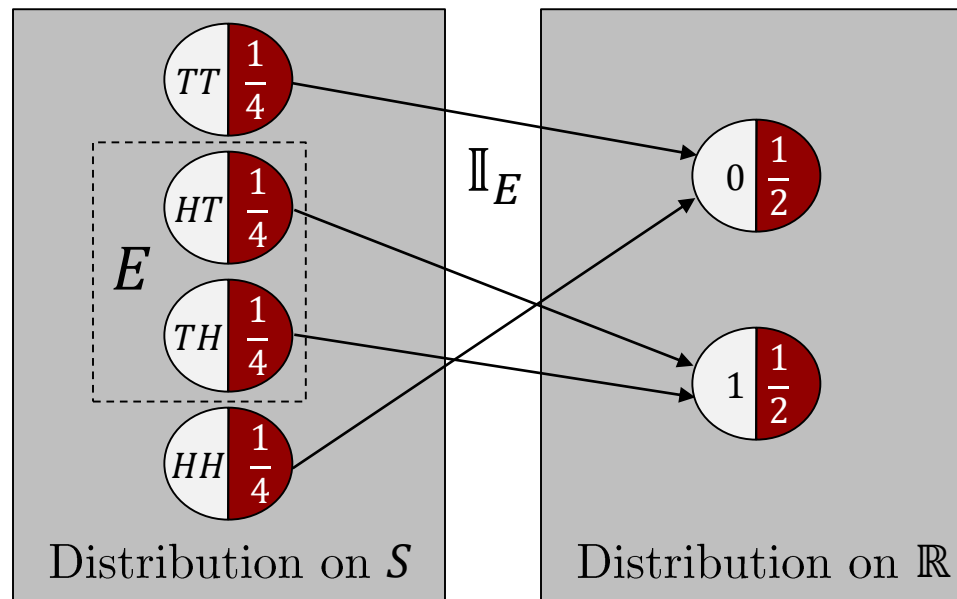 TT 1/4
HT 1/4
E
TH 1/4
HH 1/4
𝕀_E
0 1/2
1 1/2
Distribution on S
Distribution on ℝ